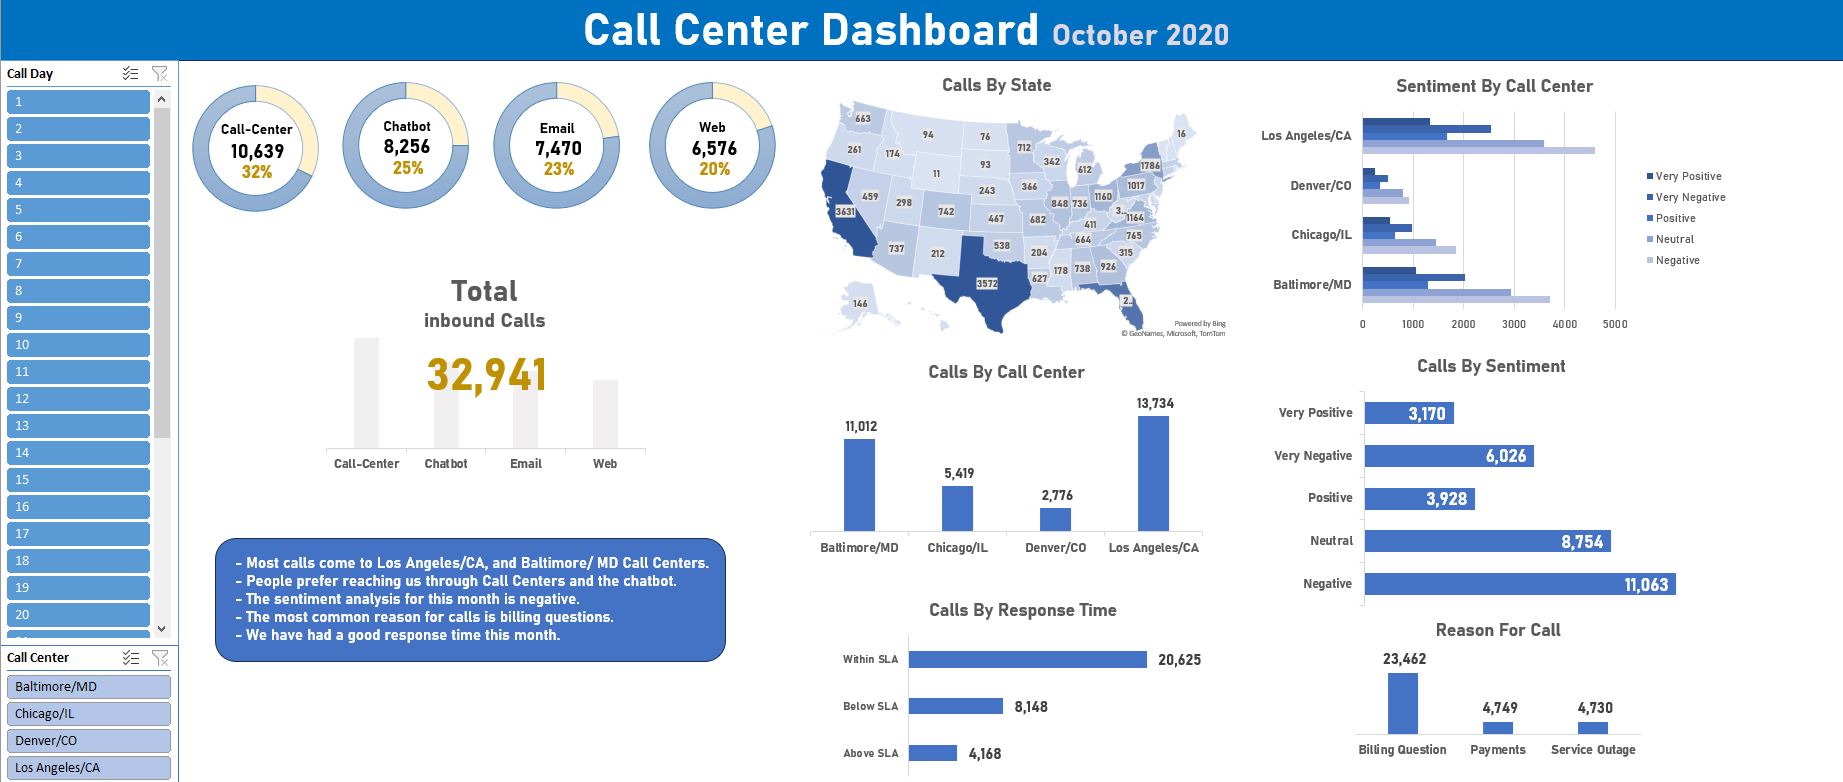 Call Center Dashboard October 2020
Call Day
1
2
3
4
5
6
7
8
9
10
11
12
13
14
15
16
17
18
19
20
Call Center
Baltimore/MD
Chicago/IL
Denver/CO
Los Angeles/CA
Call-Center
10,639
32%
Chatbot
8,256
25%
Email
7,470
23%
Web
6,576
20%
Total
inbound Calls
32,941
Call-Center Chatbot Email Web
- Most calls come to Los Angeles/CA, and Baltimore/ MD Call Centers.
- People prefer reaching us through Call Centers and the chatbot.
- The sentiment analysis for this month is negative.
- The most common reason for calls is billing questions.
- We have had a good response time this month.
Calls By State
663
94
76
16
261
174
712
342
612
1786
11
93
366
1017
459
298
243
848
736
1160
3631
742
467
682
3...
1164
411
765
737
212
538
204
664
315
178
738
926
627
3572
2...
146
Powered by Bing
© GeoNames, Microsoft, TomTom
Calls By Call Center
11,012
5,419
2,776
13,734
Baltimore/MD Chicago/IL Denver/CO Los Angeles/CA
Calls By Response Time
Within SLA 20,625
Below SLA 8,148
Above SLA 4,168
Sentiment By Call Center
Los Angeles/CA
Denver/CO
Chicago/IL
Baltimore/MD
0 1000 2000 3000 4000 5000
Very Positive
Very Negative
Positive
Neutral
Negative
Calls By Sentiment
Very Positive 3,170
Very Negative 6,026
Positive 3,928
Neutral 8,754
Negative 11,063
Reason For Call
23,462
4,749
4,730
Billing Question Payments Service Outage